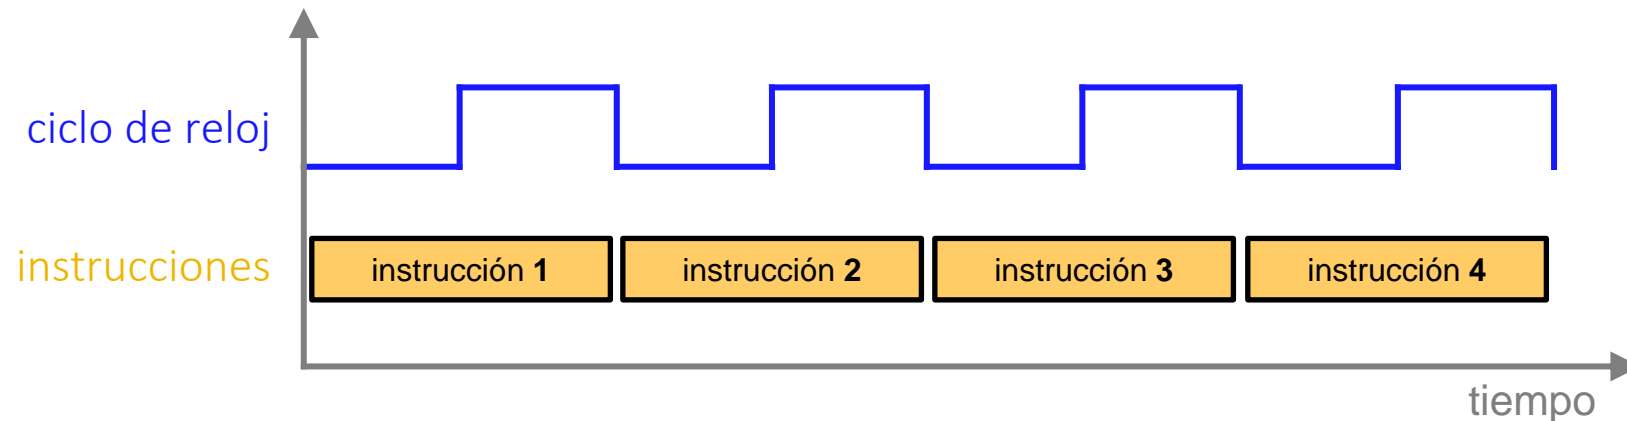 ciclo de reloj
instrucciones
instrucción 1
instrucción 2
instrucción 3
instrucción 4
tiempo